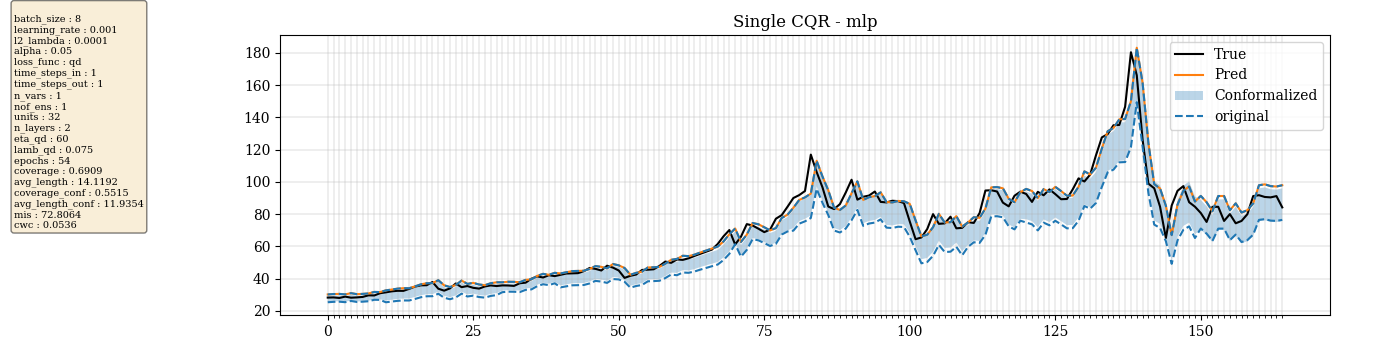 batch_size : 8
learning_rate : 0.001
l2_lambda : 0.0001
alpha : 0.05
loss_func : qd
time_steps_in : 1
time_steps_out : 1
n_vars : 1
nof_ens : 1
units : 32
n_layers : 2
eta_qd : 60
lamb_qd : 0.075
epochs : 54
coverage : 0.6909
avg_length : 14.1192
coverage_conf : 0.5515
avg_length_conf : 11.9354
mis : 72.8064
cwc : 0.0536
Single CQR - mlp
180
160
140
120
100
80
60
40
20
0 25 50 75 100 125 150
True
Pred
Conformalized
original